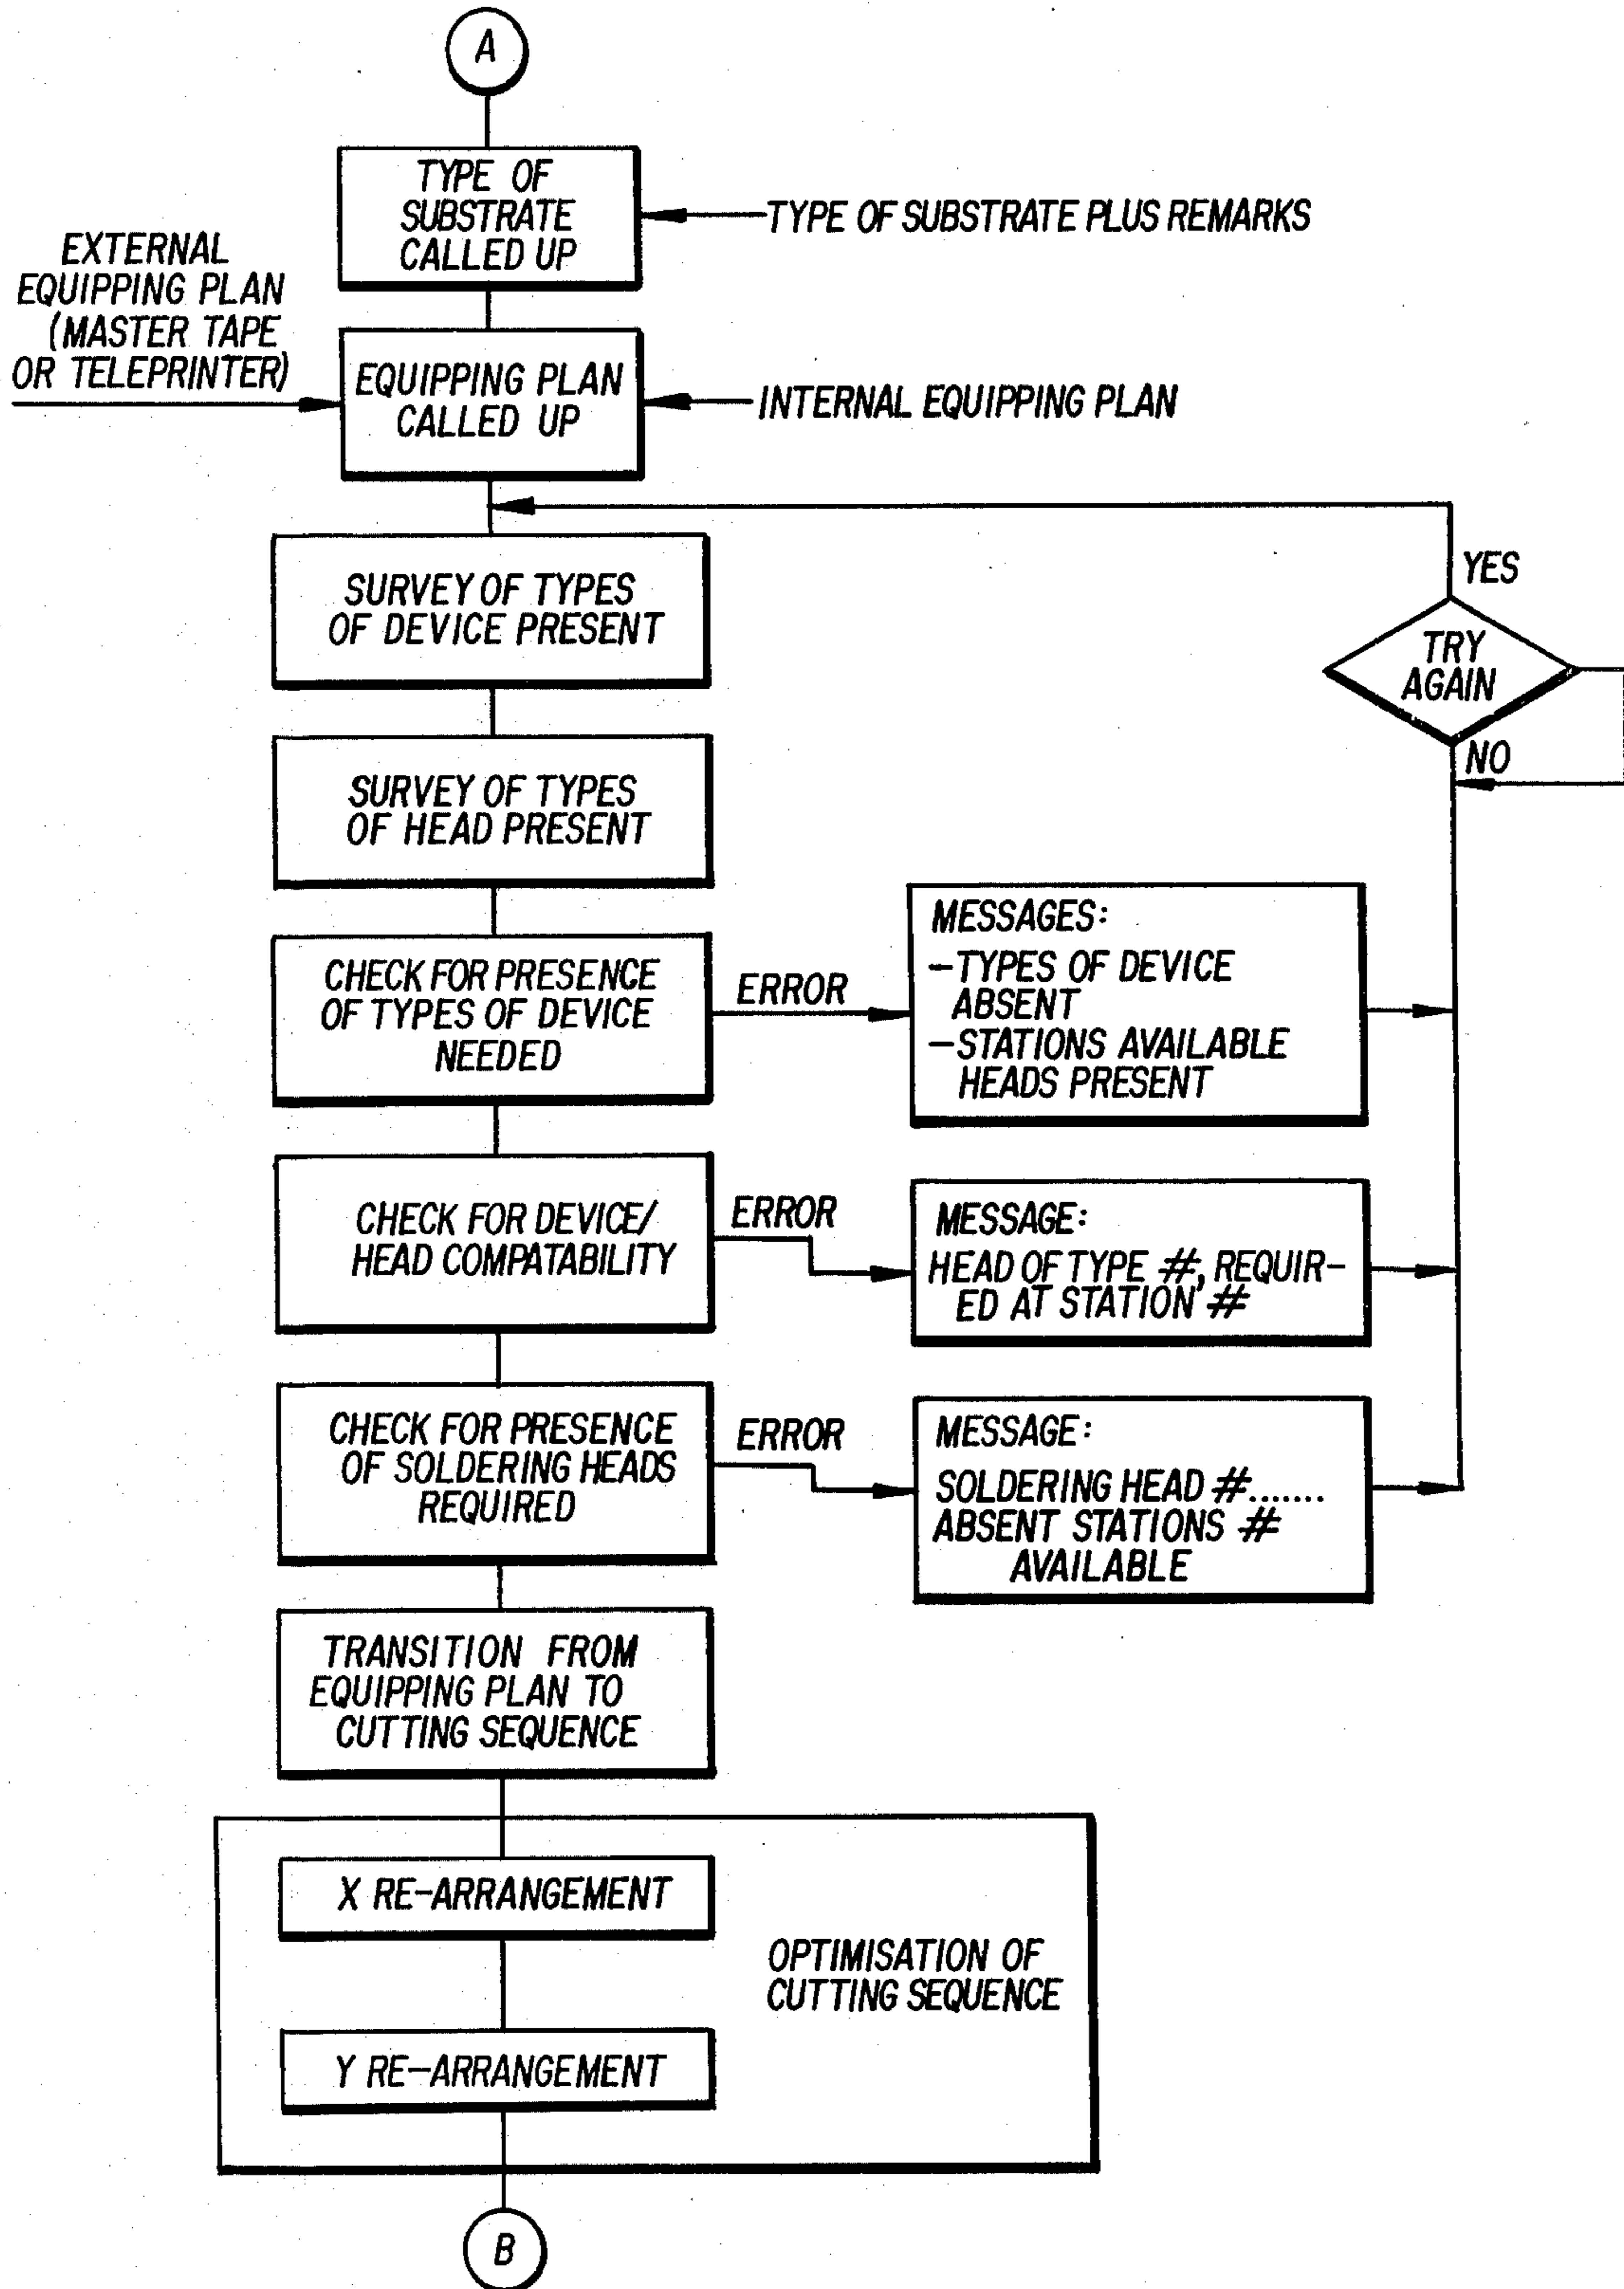 A
TYPE OF
SUBSTRATE
CALLED UP
TYPE OF SUBSTRATE PLUS REMARKS
EXTERNAL
EQUIPPING PLAN
(MASTER TAPE
OR TELEPRINTER)
EQUIPPING PLAN
CALLED UP
INTERNAL EQUIPPING PLAN
SURVEY OF TYPES
OF DEVICE PRESENT
YES
TRY
AGAIN
NO
SURVEY OF TYPES
OF HEAD PRESENT
CHECK FOR PRESENCE
OF TYPES OF DEVICE
NEEDED
ERROR
MESSAGES:
-TYPES OF DEVICE
ABSENT
-STATIONS AVAILABLE
HEADS PRESENT
CHECK FOR DEVICE/
HEAD COMPATABILITY
ERROR
MESSAGE:
HEAD OF TYPE #, REQUIR-
ED AT STATION #
CHECK FOR PRESENCE
OF SOLDERING HEADS
REQUIRED
ERROR
MESSAGE:
SOLDERING HEAD #.......
ABSENT STATIONS #
AVAILABLE
TRANSITION FROM
EQUIPPING PLAN TO
CUTTING SEQUENCE
X RE-ARRANGEMENT
OPTIMISATION OF
CUTTING SEQUENCE
Y RE-ARRANGEMENT
B